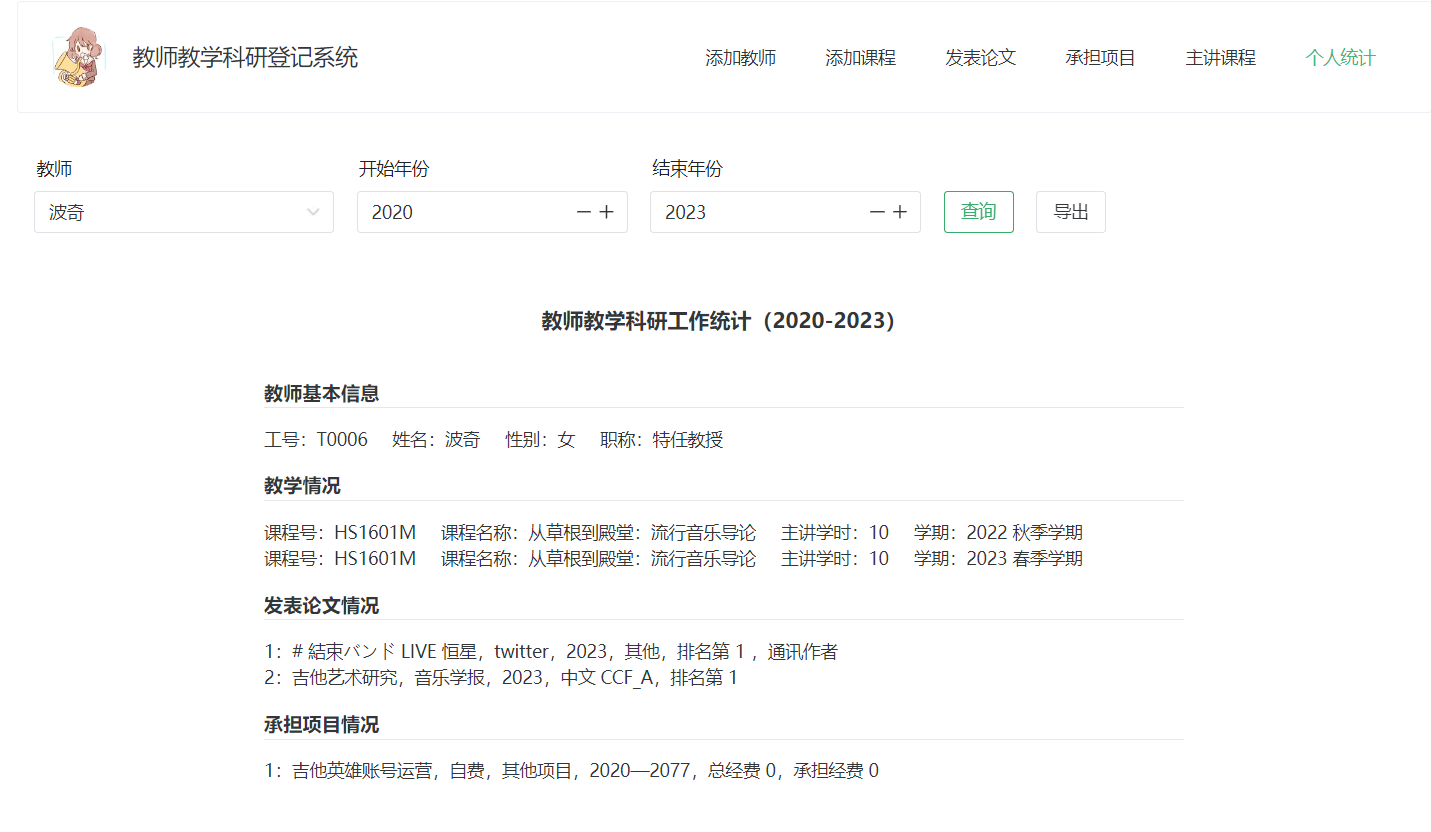 教师教学科研登记系统 添加教师 添加课程 发表论文 承担项目 主讲课程 个人统计
教师 开始年份 结束年份
波奇 2020 2023 查询 导出
教师教学科研工作统计（2020-2023）
教师基本信息
工号：T0006 姓名：波奇 性别：女 职称：特任教授
教学情况
课程号：HS1601M 课程名称：从草根到殿堂：流行音乐导论 主讲学时：10 学期：2022 秋季学期
课程号：HS1601M 课程名称：从草根到殿堂：流行音乐导论 主讲学时：10 学期：2023 春季学期
发表论文情况
1：# 結束バンド LIVE 恒星，twitter，2023，其他，排名第 1 ，通讯作者
2：吉他艺术研究，音乐学报，2023，中文 CCF_A，排名第 1
承担项目情况
1：吉他英雄账号运营，自费，其他项目，2020—2077，总经费 0，承担经费 0